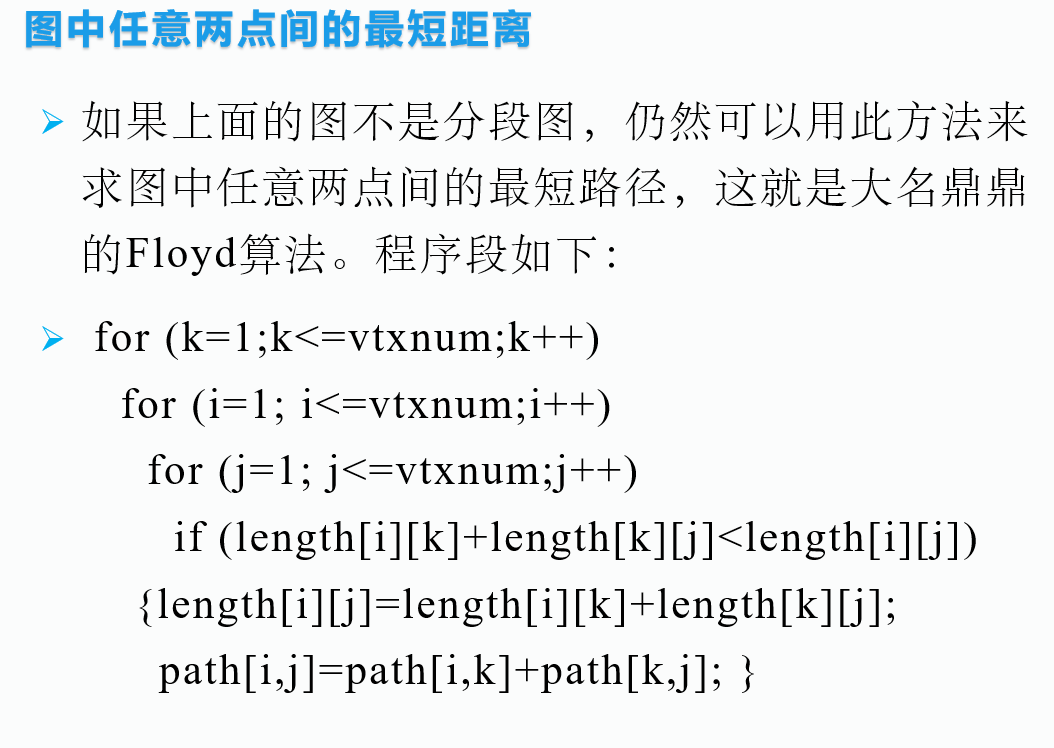 图中任意两点间的最短距离
如果上面的图不是分段图，仍然可以用此方法来
求图中任意两点间的最短路径，这就是大名鼎鼎
的Floyd算法。程序段如下：
for (k=1;k<=vtxnum;k++)
for (i=1; i<=vtxnum;i++)
for (j=1; j<=vtxnum;j++)
if (length[i][k]+length[k][j]<length[i][j])
{length[i][j]=length[i][k]+length[k][j];
path[i,j]=path[i,k]+path[k,j]; }